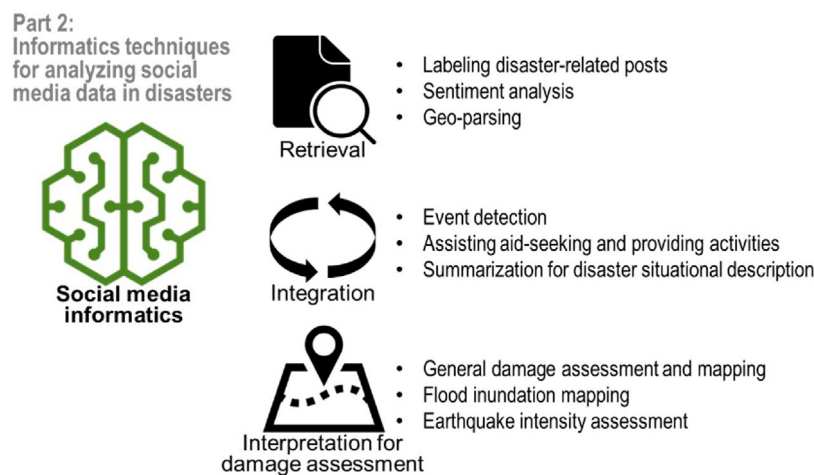 Part 2:
Informatics techniques
for analyzing social
media data in disasters
Social media
informatics
Retrieval
• Labeling disaster-related posts
• Sentiment analysis
• Geo-parsing
Integration
• Event detection
• Assisting aid-seeking and providing activities
• Summarization for disaster situational description
Interpretation for
damage assessment
• General damage assessment and mapping
• Flood inundation mapping
• Earthquake intensity assessment